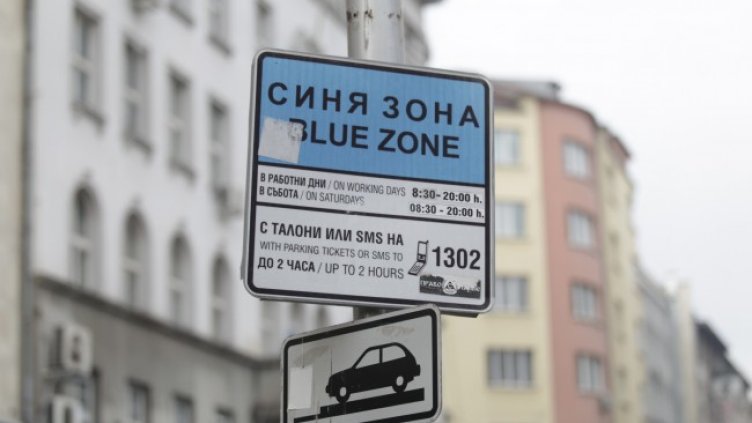 СИНЯ ЗОНА
BLUE ZONE
В РАБОТНИ ДНИ / ON WORKING DAYS 8:30-20:00 h.
В СЪБОТА / ON SATURDAYS 08:30 - 20:00 h.
С ТАЛОНИ ИЛИ SMS НА
WITH PARKING TICKETS OR SMS TO
1302
ДО 2 ЧАСА / UP TO 2 HOURS